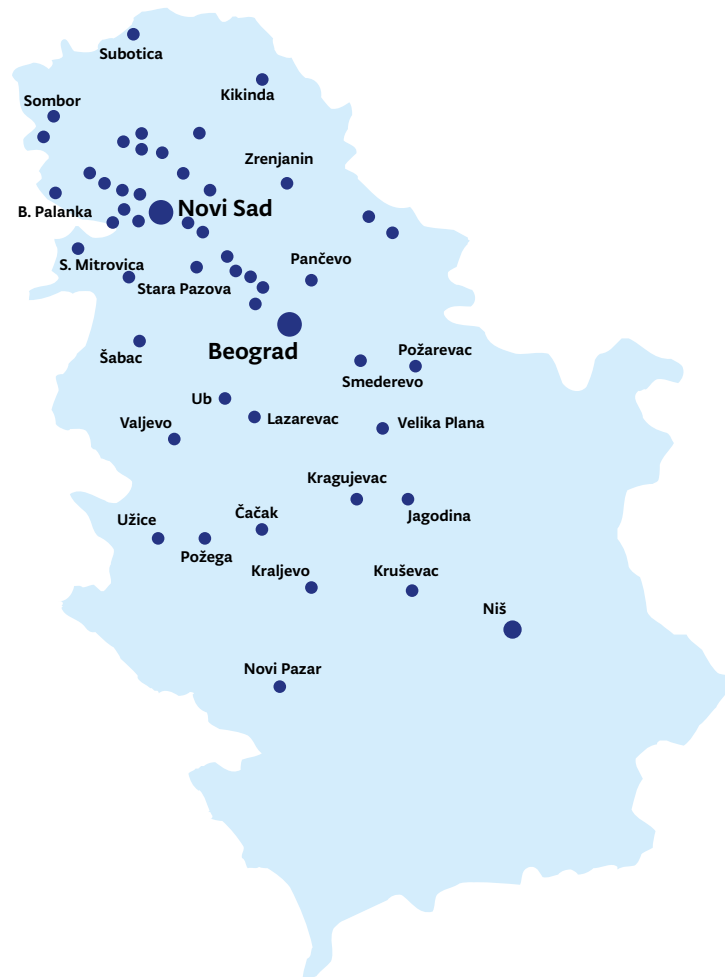 Subotica
Kikinda
Sombor
Zrenjanin
Novi Sad
B. Palanka
Pančevo
S. Mitrovica
Stara Pazova
Beograd
Požarevac
Šabac
Smederevo
Ub
Lazarevac
Velika Plana
Valjevo
Kragujevac
Čačak
Jagodina
Užice
Požega
Kraljevo
Kruševac
Niš
Novi Pazar